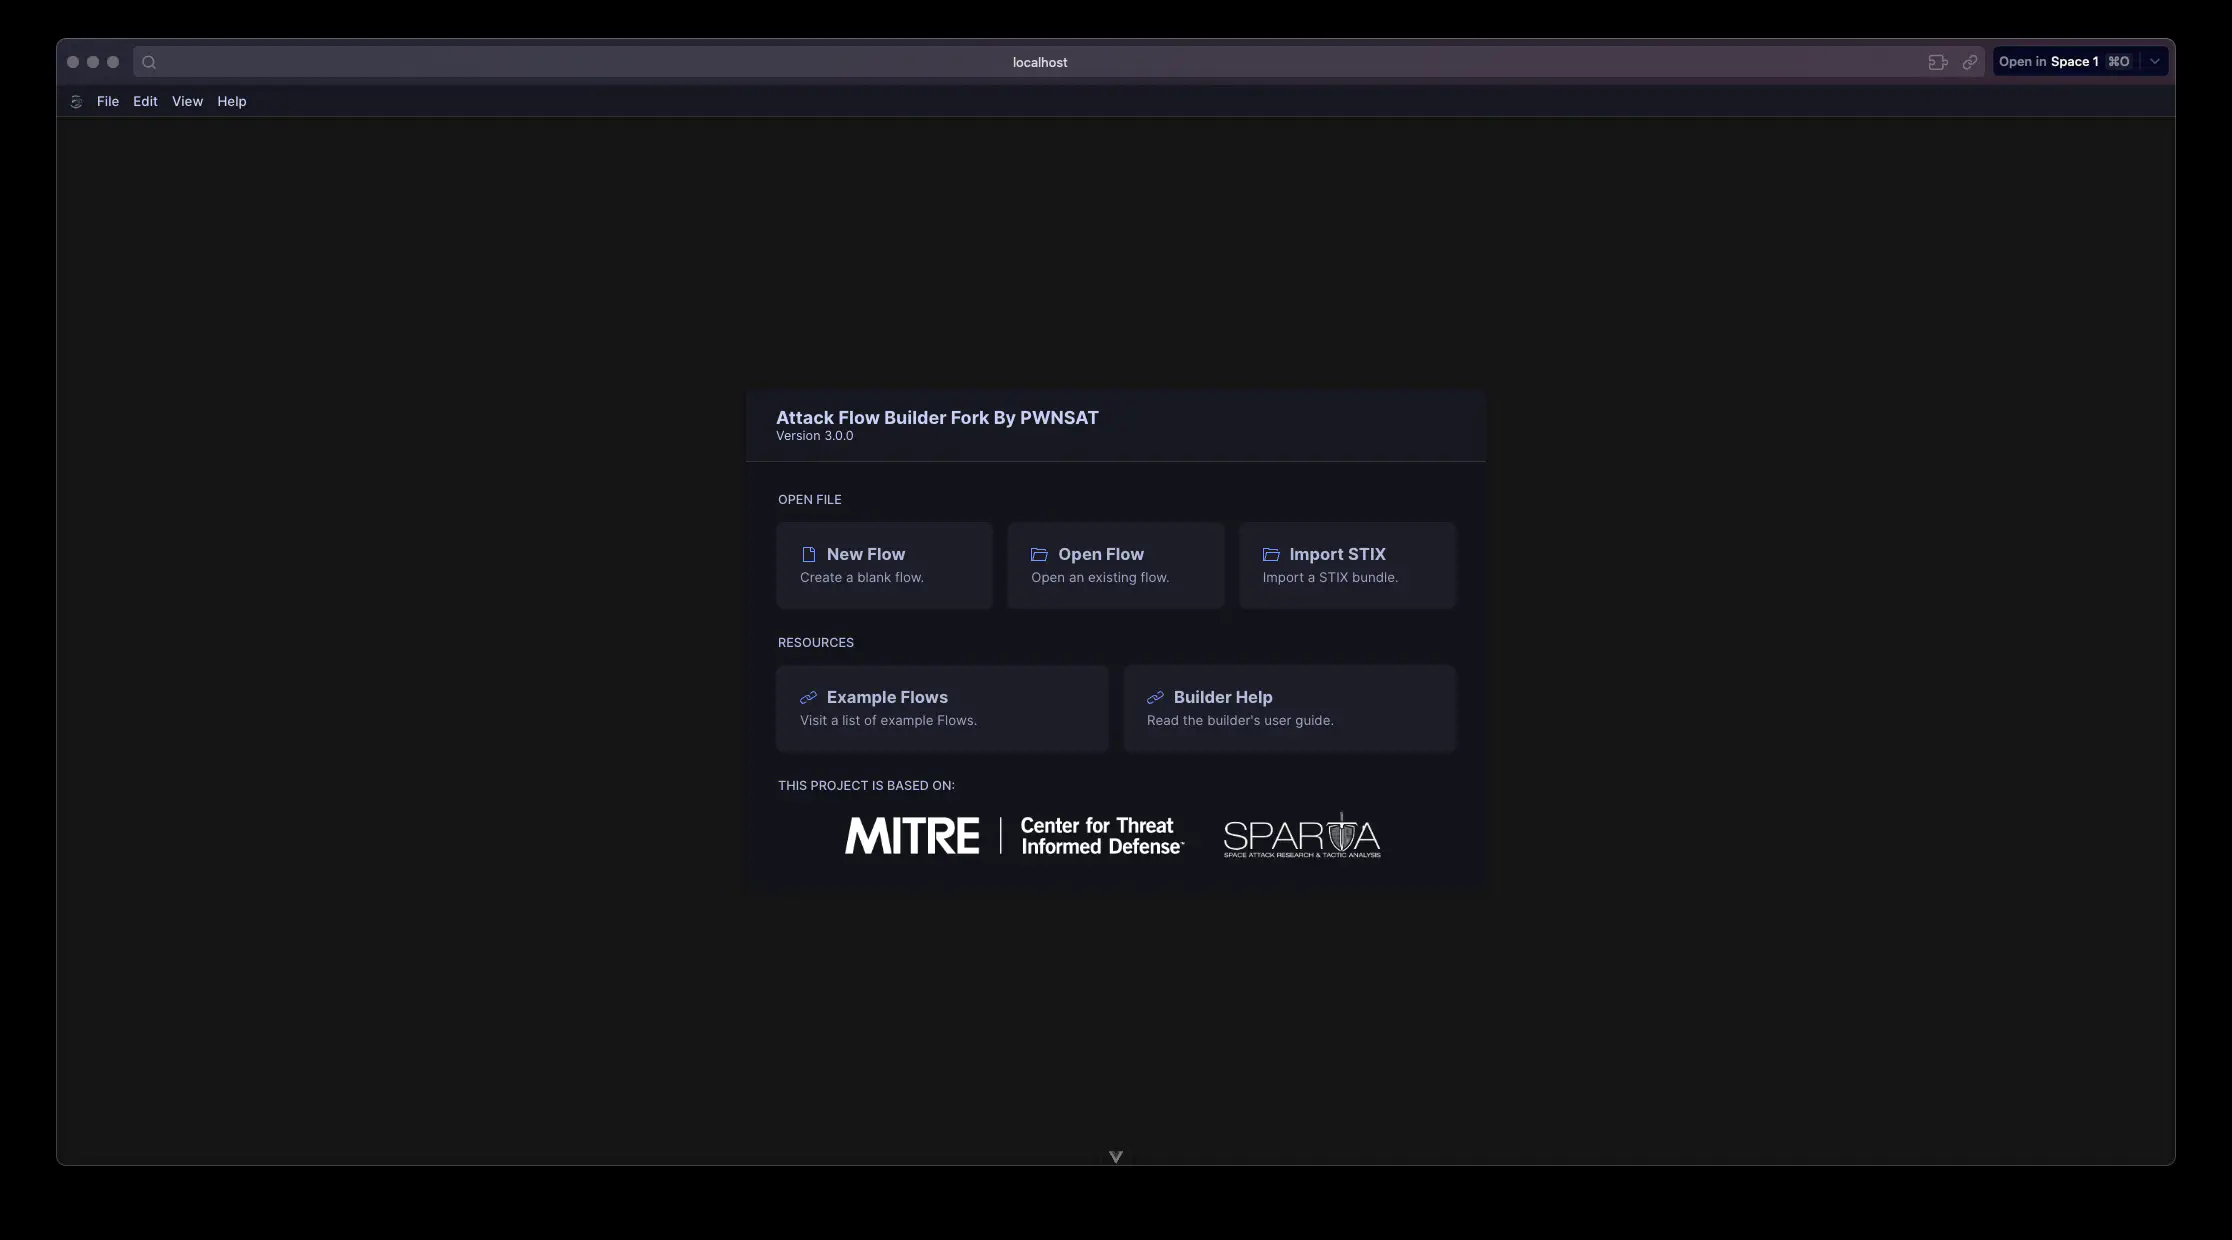 localhost
Open in Space 1 ⌘O
File Edit View Help
Attack Flow Builder Fork By PWNSAT
Version 3.0.0
OPEN FILE
New Flow
Create a blank flow.
Open Flow
Open an existing flow.
Import STIX
Import a STIX bundle.
RESOURCES
Example Flows
Visit a list of example Flows.
Builder Help
Read the builder's user guide.
THIS PROJECT IS BASED ON:
MITRE
Center for Threat
Informed Defense™
SPARTA
SPACE ATTACK RESEARCH & TACTIC ANALYSIS